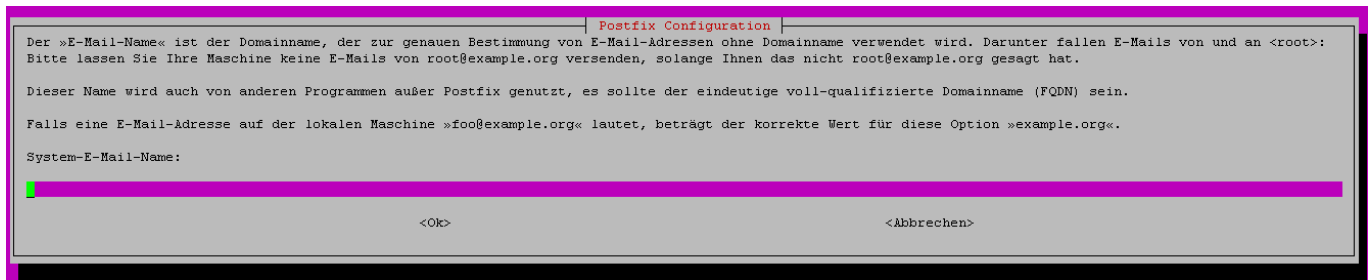 Postfix Configuration
Der »E-Mail-Name« ist der Domainname, der zur genauen Bestimmung von E-Mail-Adressen ohne Domainname verwendet wird. Darunter fallen E-Mails von und an <root>:
Bitte lassen Sie Ihre Maschine keine E-Mails von root@example.org versenden, solange Ihnen das nicht root@example.org gesagt hat.
Dieser Name wird auch von anderen Programmen außer Postfix genutzt, es sollte der eindeutige voll-qualifizierte Domainname (FQDN) sein.
Falls eine E-Mail-Adresse auf der lokalen Maschine »foo@example.org« lautet, beträgt der korrekte Wert für diese Option »example.org«.
System-E-Mail-Name:
<Ok> <Abbrechen>